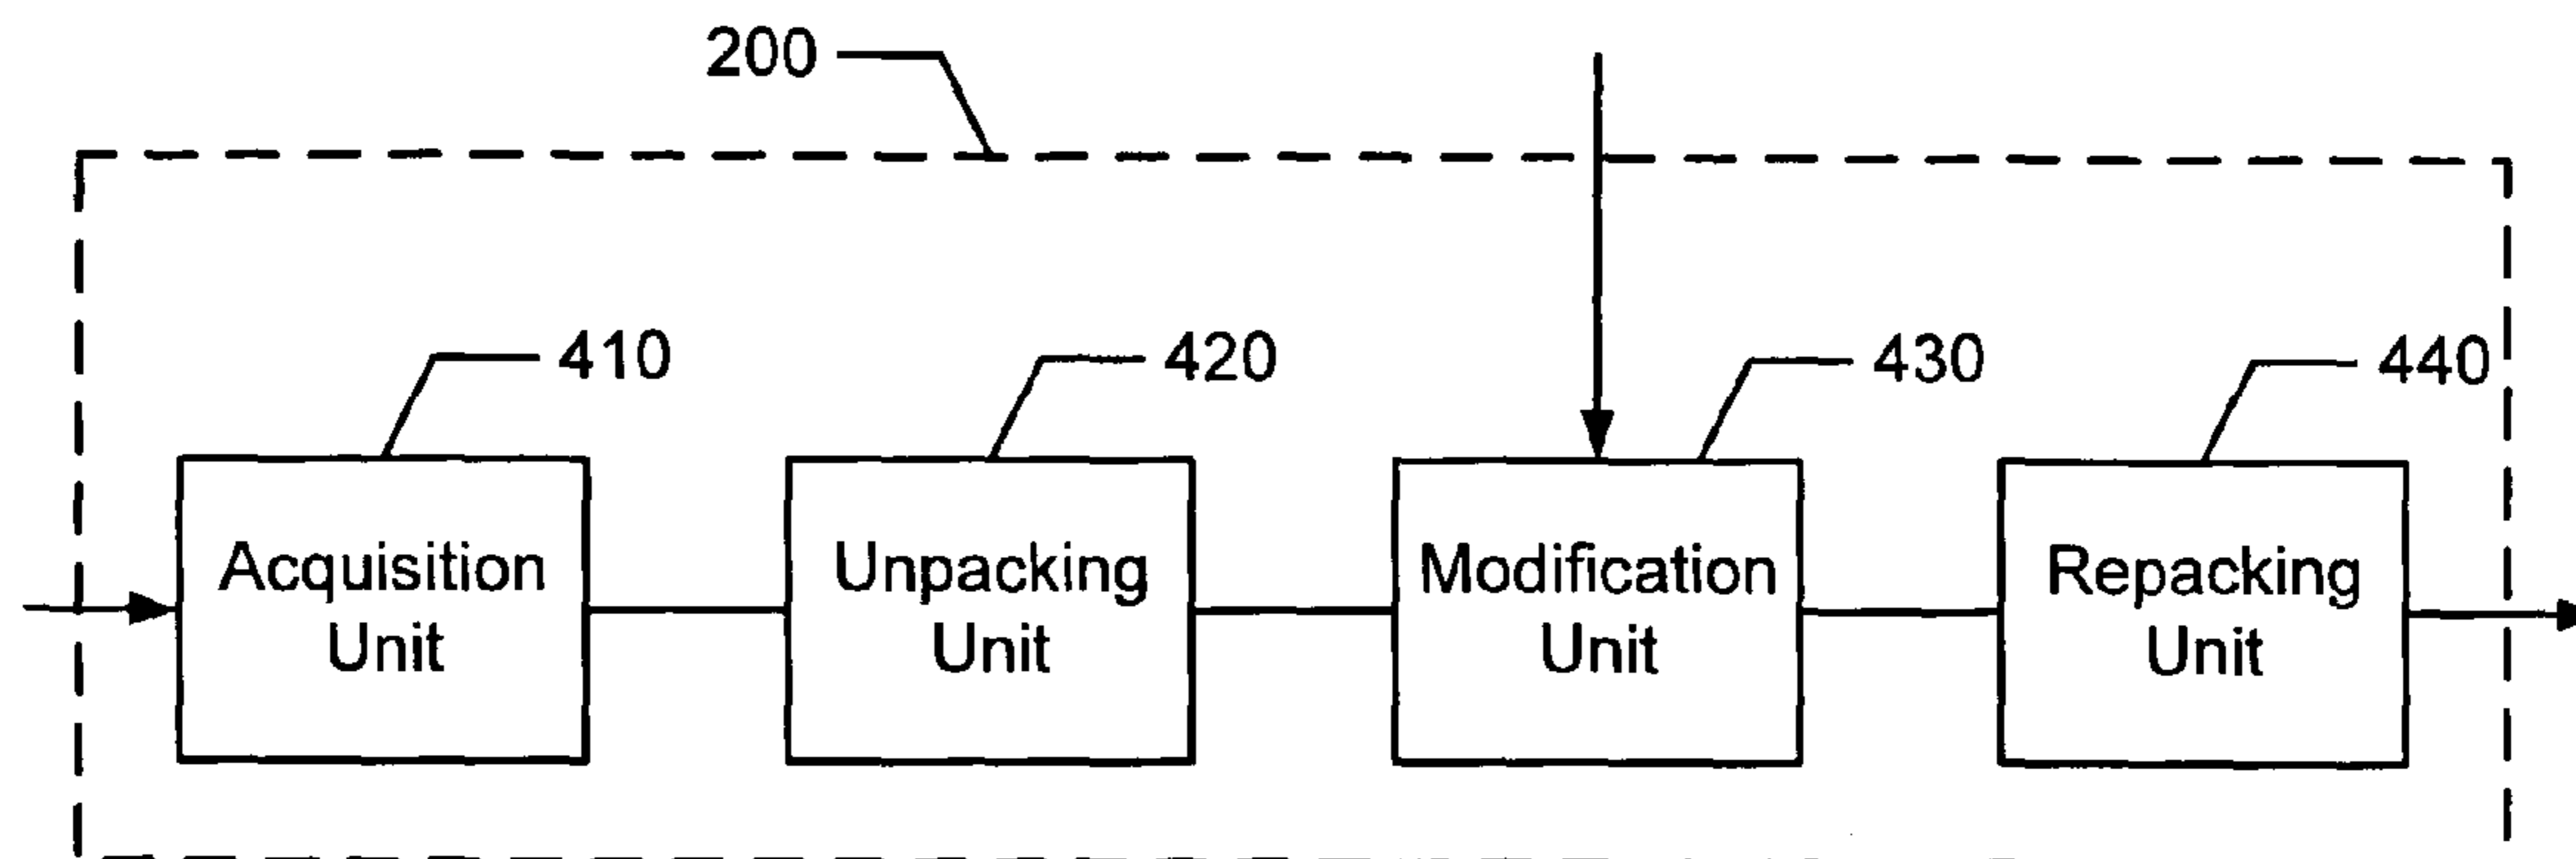 200
410
420
430
440
Acquisition
Unit
Unpacking
Unit
Modification
Unit
Repacking
Unit